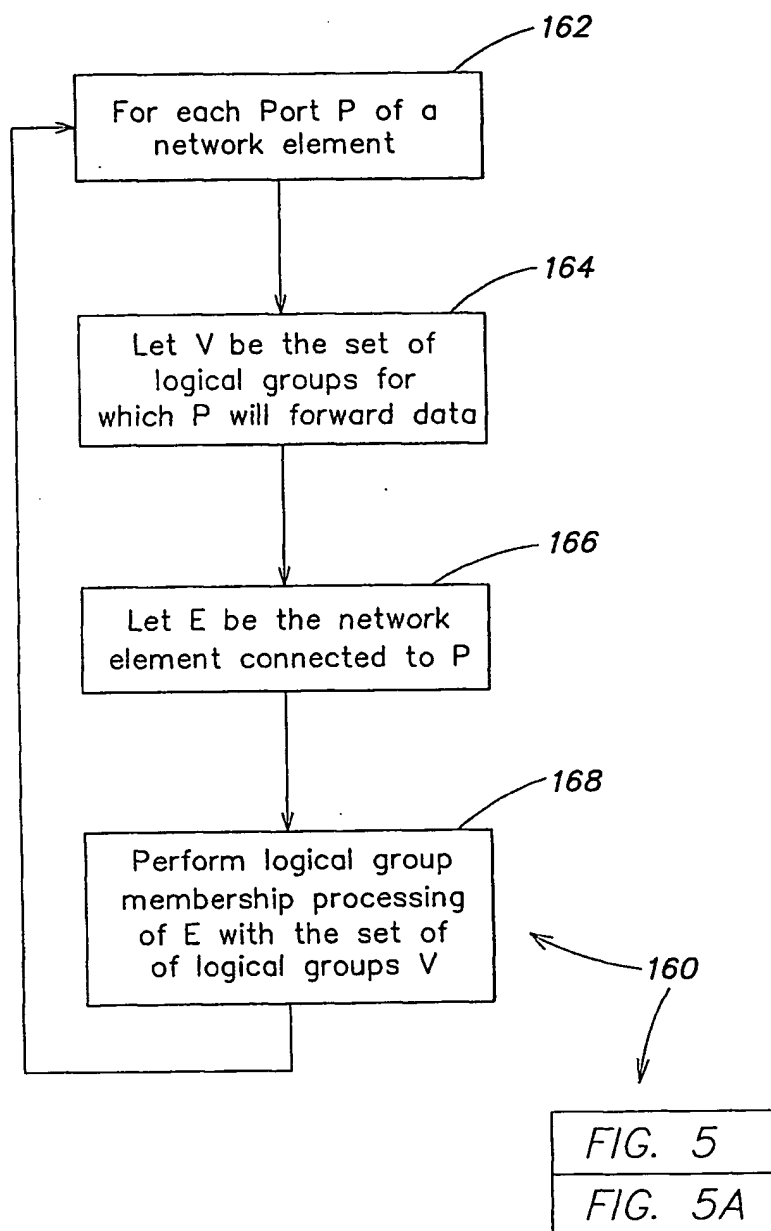 162
For each Port P of a
network element
164
Let V be the set of
logical groups for
which P will forward data
166
Let E be the network
element connected to P
168
Perform logical group
membership processing
of E with the set of
of logical groups V
160
FIG. 5
FIG. 5A